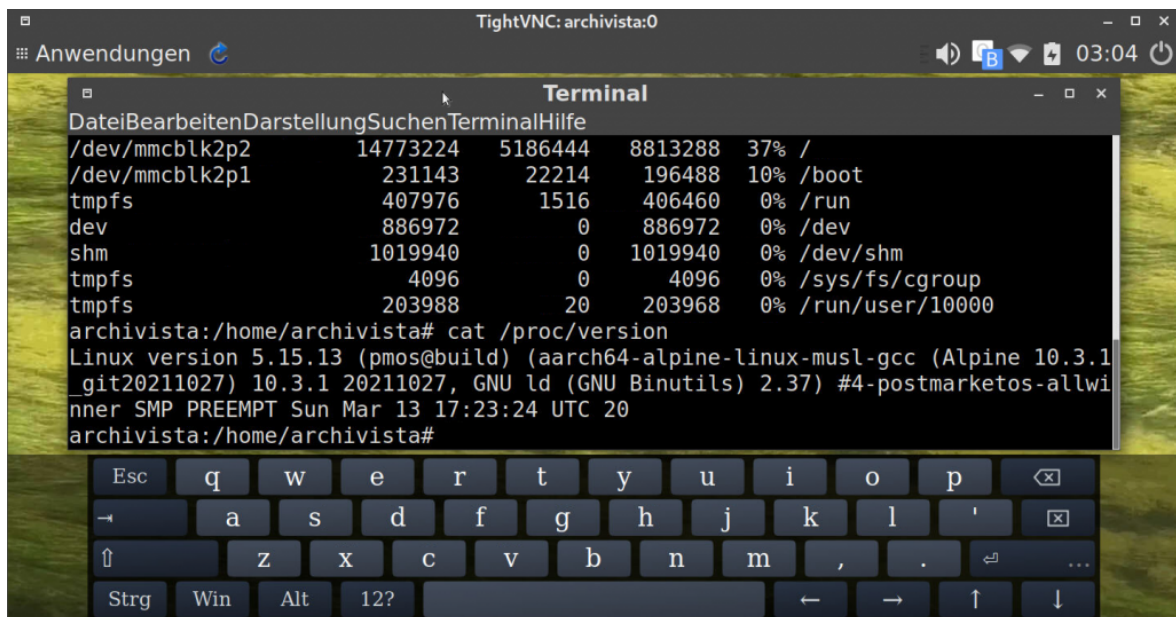 TightVNC: archivista:0
Anwendungen B 03:04
Terminal
DateiBearbeitenDarstellungSuchenTerminalHilfe
/dev/mmcblk2p2 14773224 5186444 8813288 37% /
/dev/mmcblk2p1 231143 22214 196488 10% /boot
tmpfs 407976 1516 406460 0% /run
dev 886972 0 886972 0% /dev
shm 1019940 0 1019940 0% /dev/shm
tmpfs 4096 0 4096 0% /sys/fs/cgroup
tmpfs 203988 20 203968 0% /run/user/10000
archivista:/home/archivista# cat /proc/version
Linux version 5.15.13 (pmos@build) (aarch64-alpine-linux-musl-gcc (Alpine 10.3.1
_git20211027) 10.3.1 20211027, GNU ld (GNU Binutils) 2.37) #4-postmarketos-allwi
nner SMP PREEMPT Sun Mar 13 17:23:24 UTC 20
archivista:/home/archivista#
Esc q w e r t y u i o p
a s d f g h j k l '
z x c v b n m , . ...
Strg Win Alt 12? ← → ↑ ↓